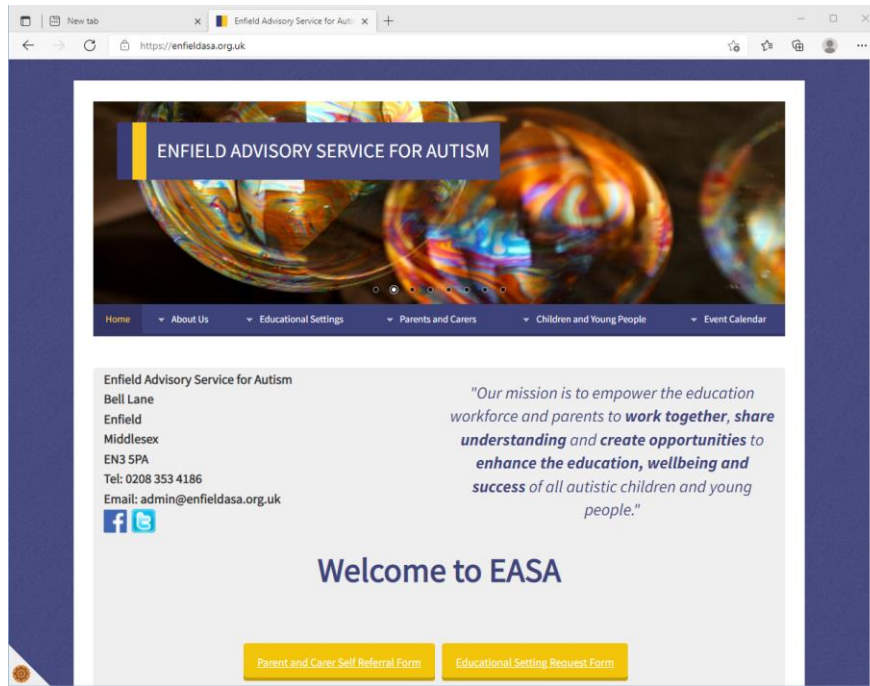 New tab
Enfield Advisory Service for Autis
https://enfieldasa.org.uk
ENFIELD ADVISORY SERVICE FOR AUTISM
Home About Us Educational Settings Parents and Carers Children and Young People Event Calendar
Enfield Advisory Service for Autism
Bell Lane
Enfield
Middlesex
EN3 5PA
Tel: 0208 353 4186
Email: admin@enfieldasa.org.uk
"Our mission is to empower the education
workforce and parents to work together, share
understanding and create opportunities to
enhance the education, wellbeing and
success of all autistic children and young
people."
Welcome to EASA
Parent and Carer Self Referral Form
Educational Setting Request Form